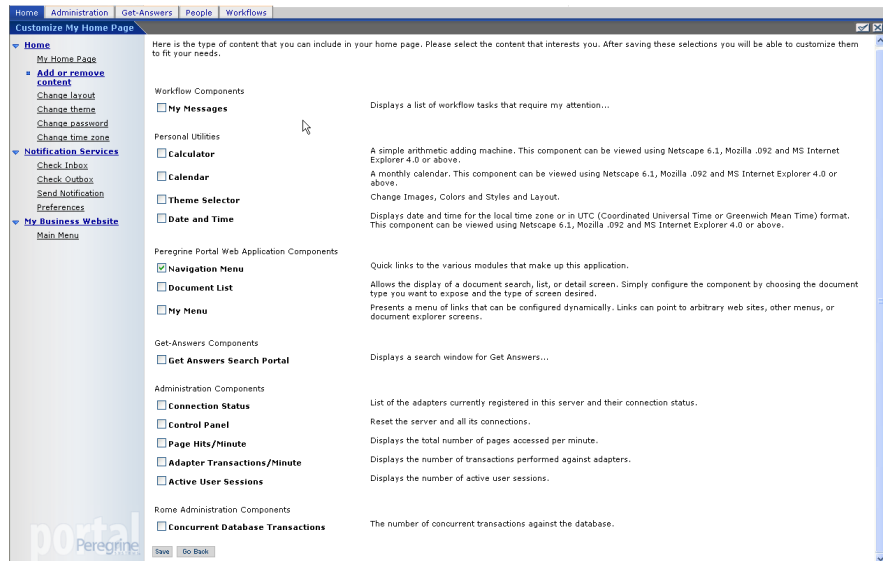 Home Administration Get-Answers People Workflows
Customize My Home Page
Home
My Home Page
Add or remove
content
Change layout
Change theme
Change password
Change time zone
Notification Services
Check Inbox
Check Outbox
Send Notification
Preferences
My Business Website
Main Menu
Here is the type of content that you can include in your home page. Please select the content that interests you. After saving these selections you will be able to customize them
to fit your needs.
Workflow Components
My Messages
Displays a list of workflow tasks that require my attention...
Personal Utilities
Calculator
A simple arithmetic adding machine. This component can be viewed using Netscape 6.1, Mozilla .092 and MS Internet
Explorer 4.0 or above.
Calendar
A monthly calendar. This component can be viewed using Netscape 6.1, Mozilla .092 and MS Internet Explorer 4.0 or
above.
Theme Selector
Change Images, Colors and Styles and Layout.
Date and Time
Displays date and time for the local time zone or in UTC (Coordinated Universal Time or Greenwich Mean Time) format.
This component can be viewed using Netscape 6.1, Mozilla .092 and MS Internet Explorer 4.0 or above.
Peregrine Portal Web Application Components
Navigation Menu
Quick links to the various modules that make up this application.
Document List
Allows the display of a document search, list, or detail screen. Simply configure the component by choosing the document
type you want to expose and the type of screen desired.
My Menu
Presents a menu of links that can be configured dynamically. Links can point to arbitrary web sites, other menus, or
document explorer screens.
Get-Answers Components
Get Answers Search Portal
Displays a search window for Get Answers...
Administration Components
Connection Status
List of the adapters currently registered in this server and their connection status.
Control Panel
Reset the server and all its connections.
Page Hits/Minute
Displays the total number of pages accessed per minute.
Adapter Transactions/Minute
Displays the number of transactions performed against adapters.
Active User Sessions
Displays the number of active user sessions.
Rome Administration Components
Concurrent Database Transactions
The number of concurrent transactions against the database.
portal
Peregrine
Save Go Back